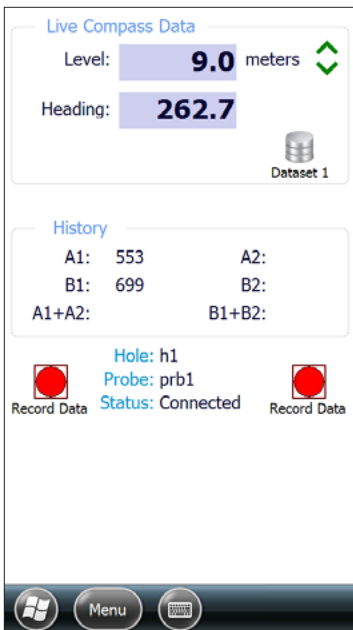 Live Compass Data
Level: 9.0 meters
Heading: 262.7
Dataset 1
History
A1: 553 A2:
B1: 699 B2:
A1+A2: B1+B2:
Hole: h1
Probe: prb1
Record Data Status: Connected Record Data
Menu